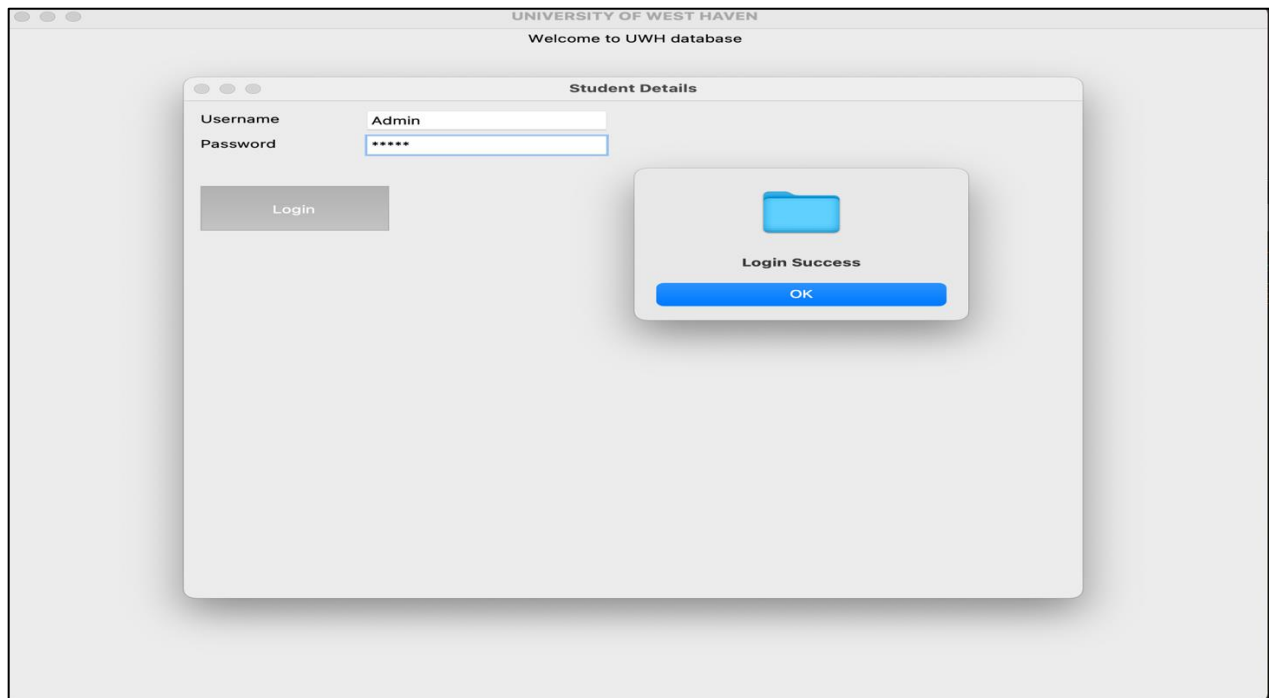 UNIVERSITY OF WEST HAVEN
Welcome to UWH database
Student Details
Username Admin
Password *****
Login
Login Success
OK